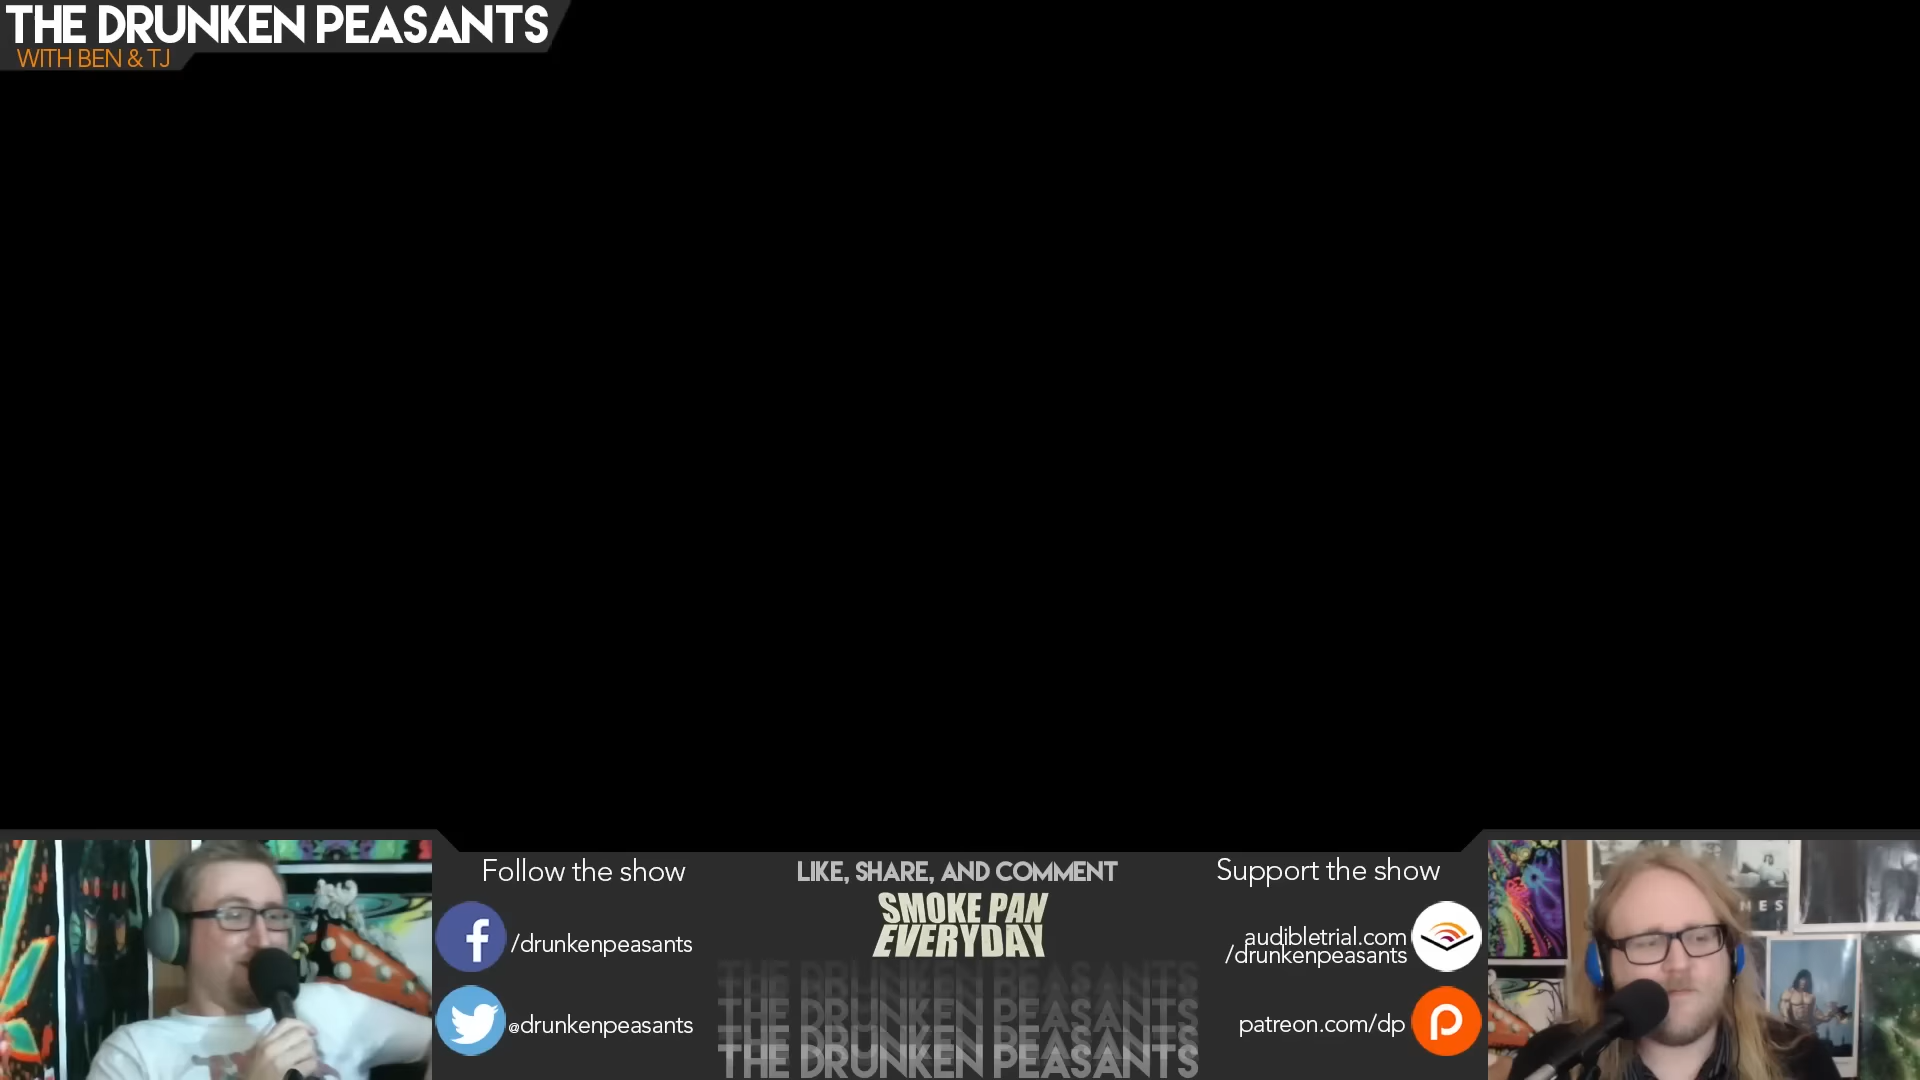 THE DRUNKEN PEASANTS
WITH BEN & TJ
Follow the show
/drunkenpeasants
@drunkenpeasants
LIKE, SHARE, AND COMMENT
SMOKE PAN
EVERYDAY
THE DRUNKEN PEASANTS
THE DRUNKEN PEASANTS
THE DRUNKEN PEASANTS
THE DRUNKEN PEASANTS
Support the show
audibletrial.com
/drunkenpeasants
patreon.com/dp
NES